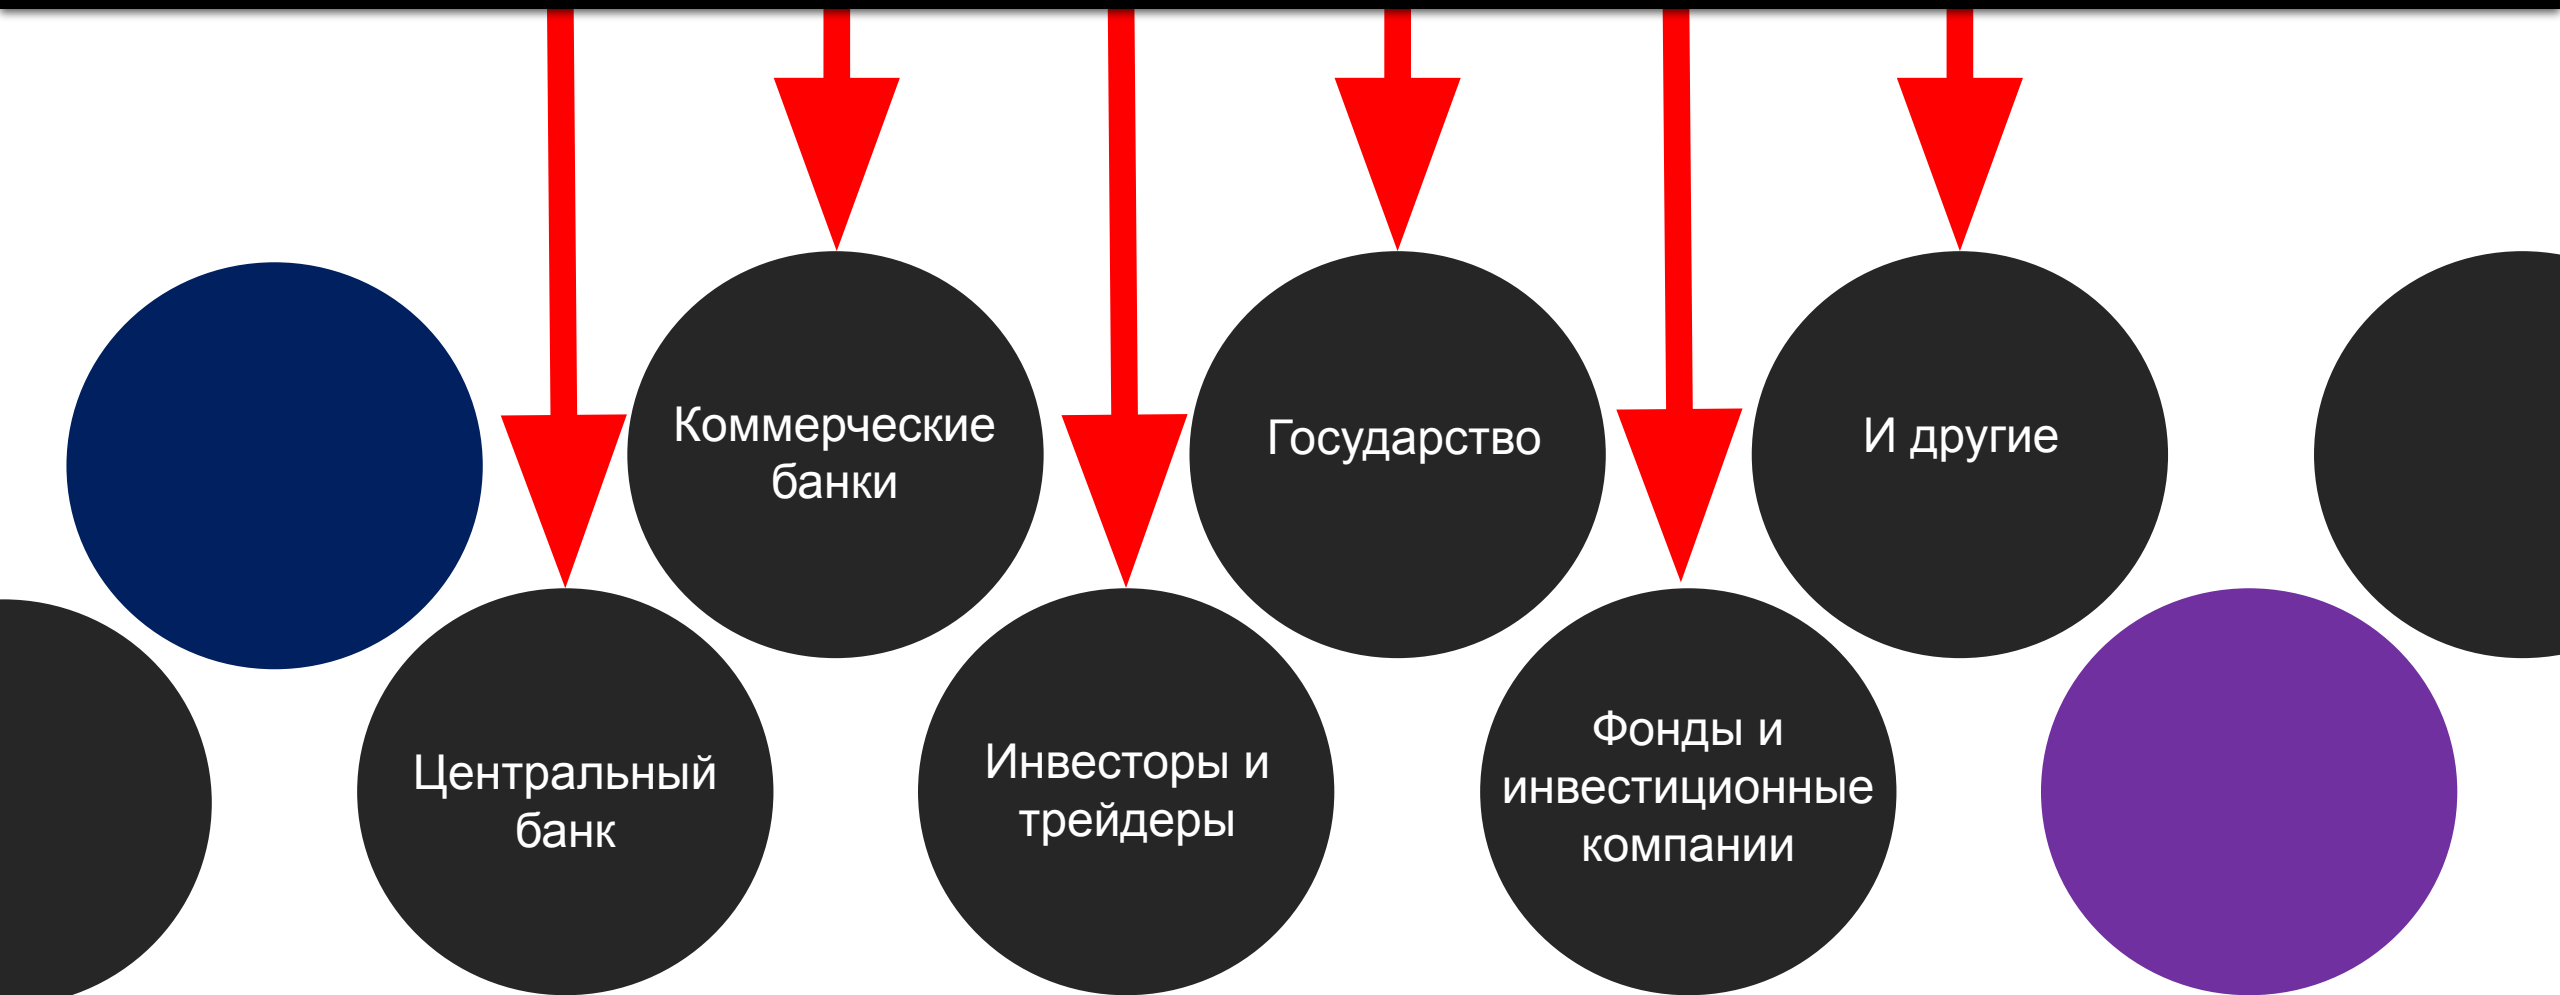 Коммерческие
банки
Государство
И другие
Центральный
банк
Инвесторы и
трейдеры
Фонды и
инвестиционные
компании